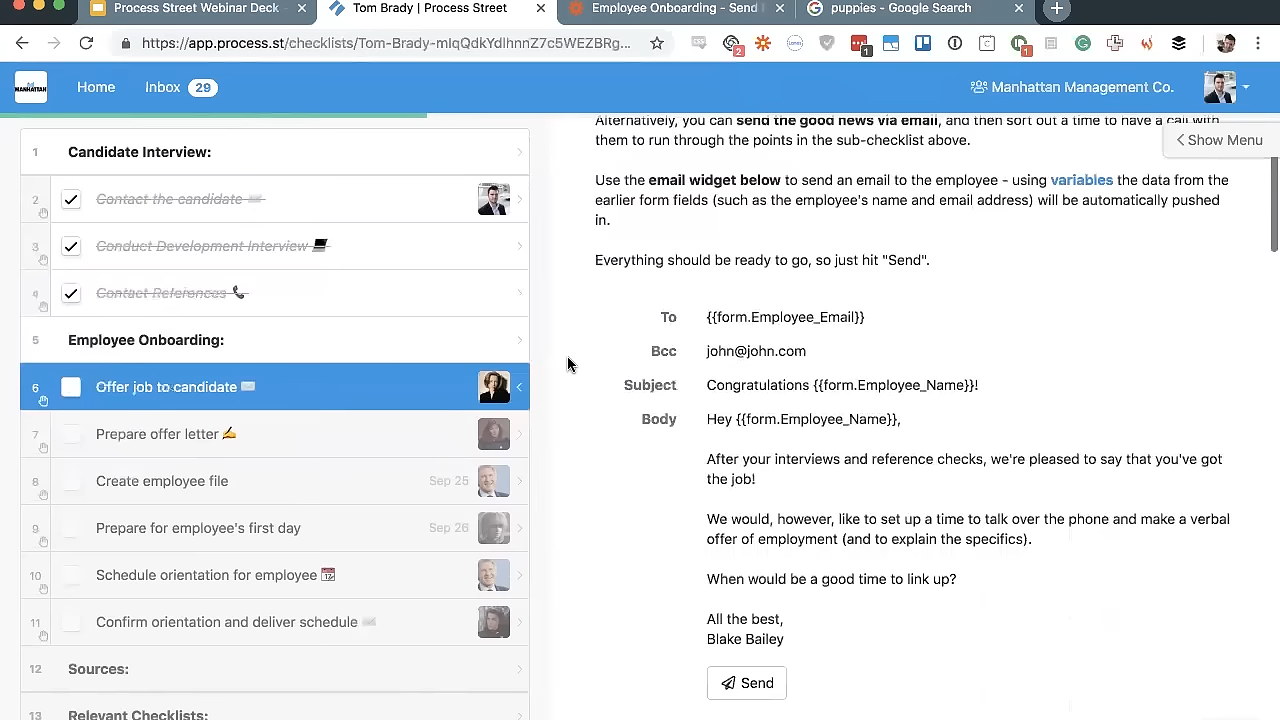 Process Street Webinar Deck
Tom Brady | Process Street
Employee Onboarding - Send
puppies - Google Search
https://app.process.st/checklists/Tom-Brady-mIqQdkYdlhnnZ7c5WEZBRg...
2
1
1
MANHATTAN
Home
Inbox 29
Manhattan Management Co.
Show Menu
1 Candidate Interview:
2 Contact the candidate
3 Conduct Development Interview
4 Contact References
5 Employee Onboarding:
6 Offer job to candidate
7 Prepare offer letter
8 Create employee file Sep 25
9 Prepare for employee's first day Sep 26
10 Schedule orientation for employee
11 Confirm orientation and deliver schedule
12 Sources:
13 Relevant Checklists:
Alternatively, you can send the good news via email, and then sort out a time to have a call with
them to run through the points in the sub-checklist above.
Use the email widget below to send an email to the employee - using variables the data from the
earlier form fields (such as the employee's name and email address) will be automatically pushed
in.
Everything should be ready to go, so just hit "Send".
To {{form.Employee_Email}}
Bcc john@john.com
Subject Congratulations {{form.Employee_Name}}!
Body Hey {{form.Employee_Name}},
After your interviews and reference checks, we're pleased to say that you've got
the job!
We would, however, like to set up a time to talk over the phone and make a verbal
offer of employment (and to explain the specifics).
When would be a good time to link up?
All the best,
Blake Bailey
Send